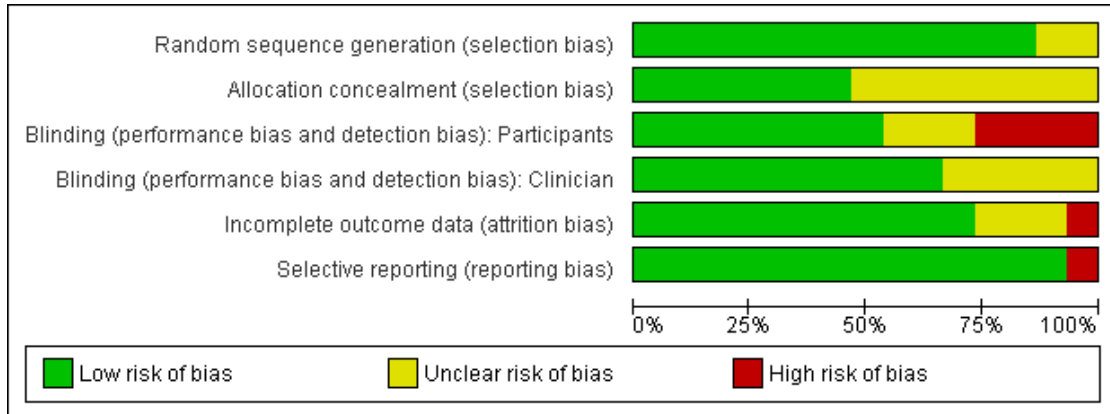 Random sequence generation (selection bias)
Allocation concealment (selection bias)
Blinding (performance bias and detection bias): Participants
Blinding (performance bias and detection bias): Clinician
Incomplete outcome data (attrition bias)
Selective reporting (reporting bias)
0% 25% 50% 75% 100%
Low risk of bias Unclear risk of bias High risk of bias